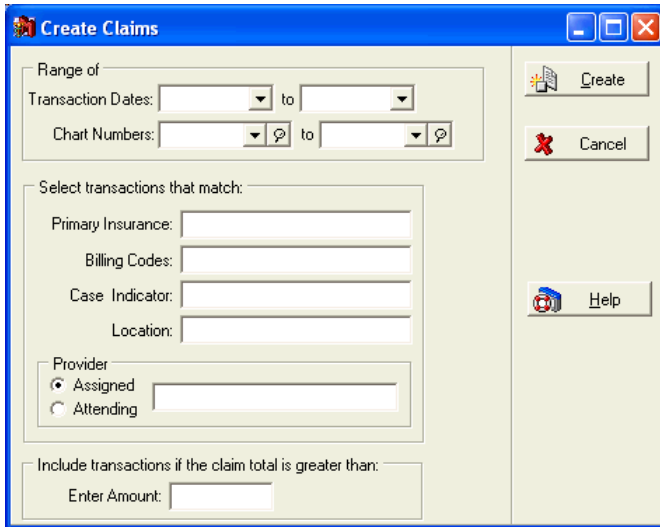 Create Claims
Range of
Transaction Dates: to
Chart Numbers: to
Select transactions that match:
Primary Insurance:
Billing Codes:
Case Indicator:
Location:
Provider
Assigned
Attending
Include transactions if the claim total is greater than:
Enter Amount:
Create
Cancel
Help